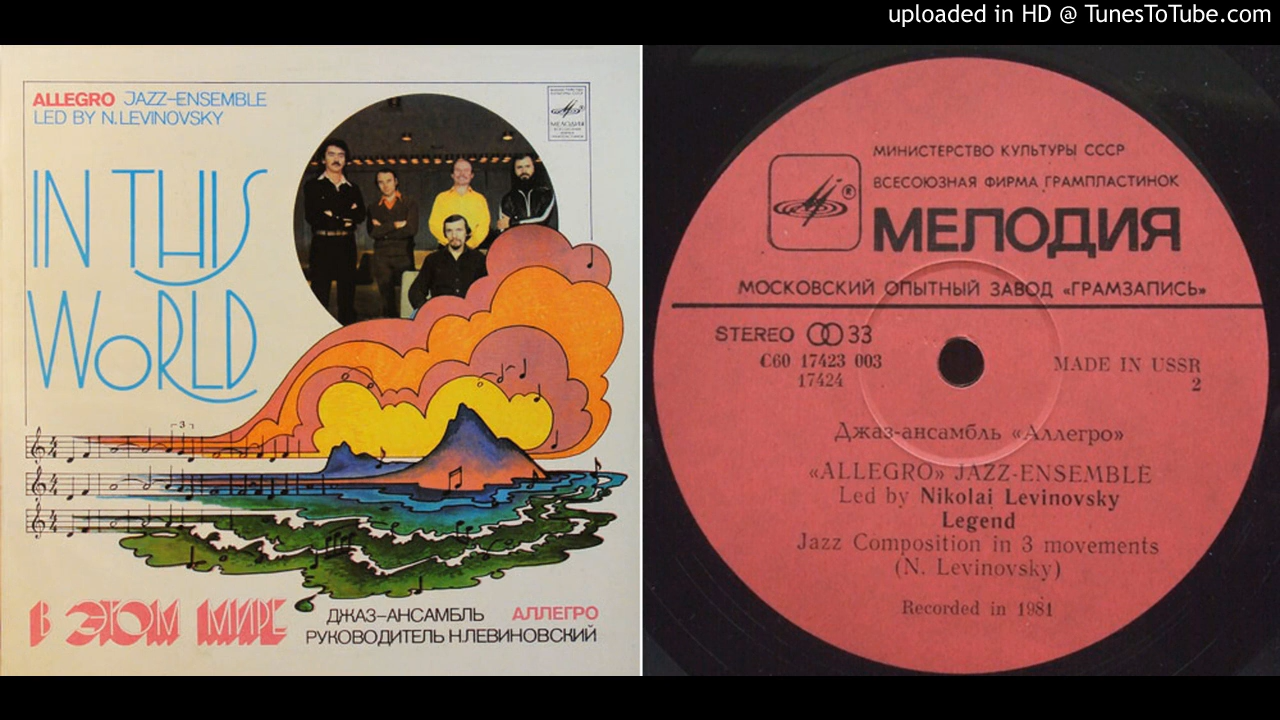 uploaded in HD @ TunesToTube.com
ALLEGRO JAZZ-ENSEMBLE
LED BY N.LEVINOVSKY
IN THIS
WORLD
МЕЛОДИЯ
3
В ЭТОМ МИРЕ
ДЖАЗ-АНСАМБЛЬ АЛЛЕГРО
РУКОВОДИТЕЛЬ Н.ЛЕВИНОВСКИЙ
МИНИСТЕРСТВО КУЛЬТУРЫ СССР
ВСЕСОЮЗНАЯ ФИРМА ГРАМПЛАСТИНОК
®
МЕЛОДИЯ
МОСКОВСКИЙ ОПЫТНЫЙ ЗАВОД «ГРАМЗАПИСЬ»
STEREO 33
С60 17423 003
17424
MADE IN USSR
2
Джаз-ансамбль «Аллегро»
«ALLEGRO» JAZZ-ENSEMBLE
Led by Nikolai Levinovsky
Legend
Jazz Composition in 3 movements
(N. Levinovsky)
Recorded in 1981